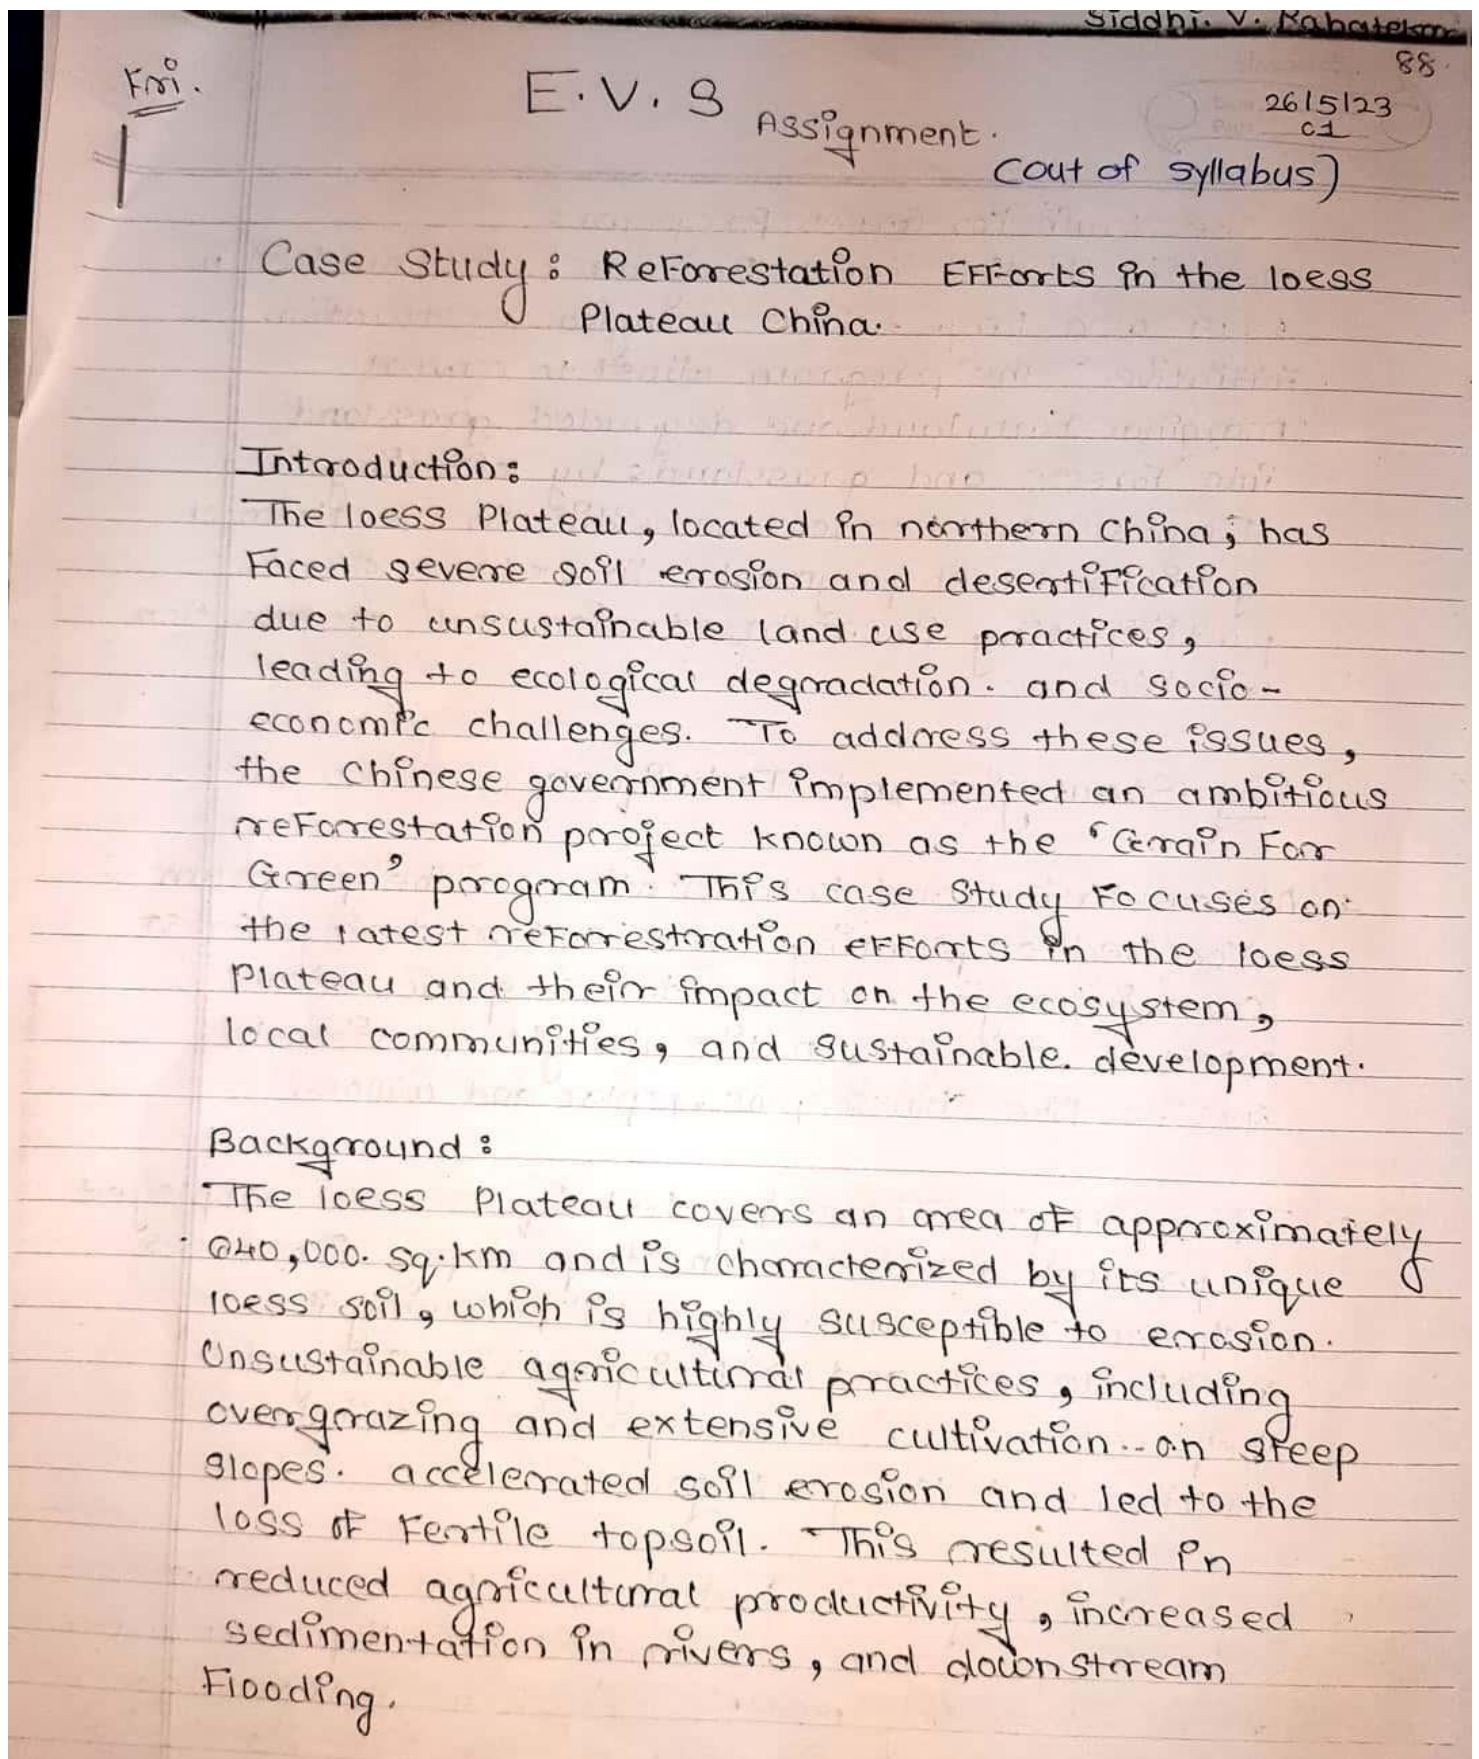 Siddhi. V. Rahatekar
88
Fri.
E.V.S Assignment.
26/5/23
01
(out of syllabus)
Case Study: Reforestation Efforts in the loess
Plateau China.
Introduction:
The loess Plateau, located in northern China, has
Faced severe soil erosion and desertification
due to unsustainable land use practices,
leading to ecological degradation. and socio-
economic challenges. To address these issues,
the Chinese government implemented an ambitious
reforestation project known as the 'Grain For
Green' program. This case Study Focuses on
the latest reforestration efforts in the loess
Plateau and their impact on the ecosystem,
local communities, and sustainable. development.
Background:
The loess Plateau covers an area of approximately
640,000. sq.km and is characterized by its unique
loess soil, which is highly susceptible to erosion.
Unsustainable agricultural practices, including
overgrazing and extensive cultivation.. on steep
slopes. accelerated soil erosion and led to the
loss of Fertile topsoil. This resulted in
reduced agricultural productivity, increased
sedimentation in rivers, and downstream
Flooding.